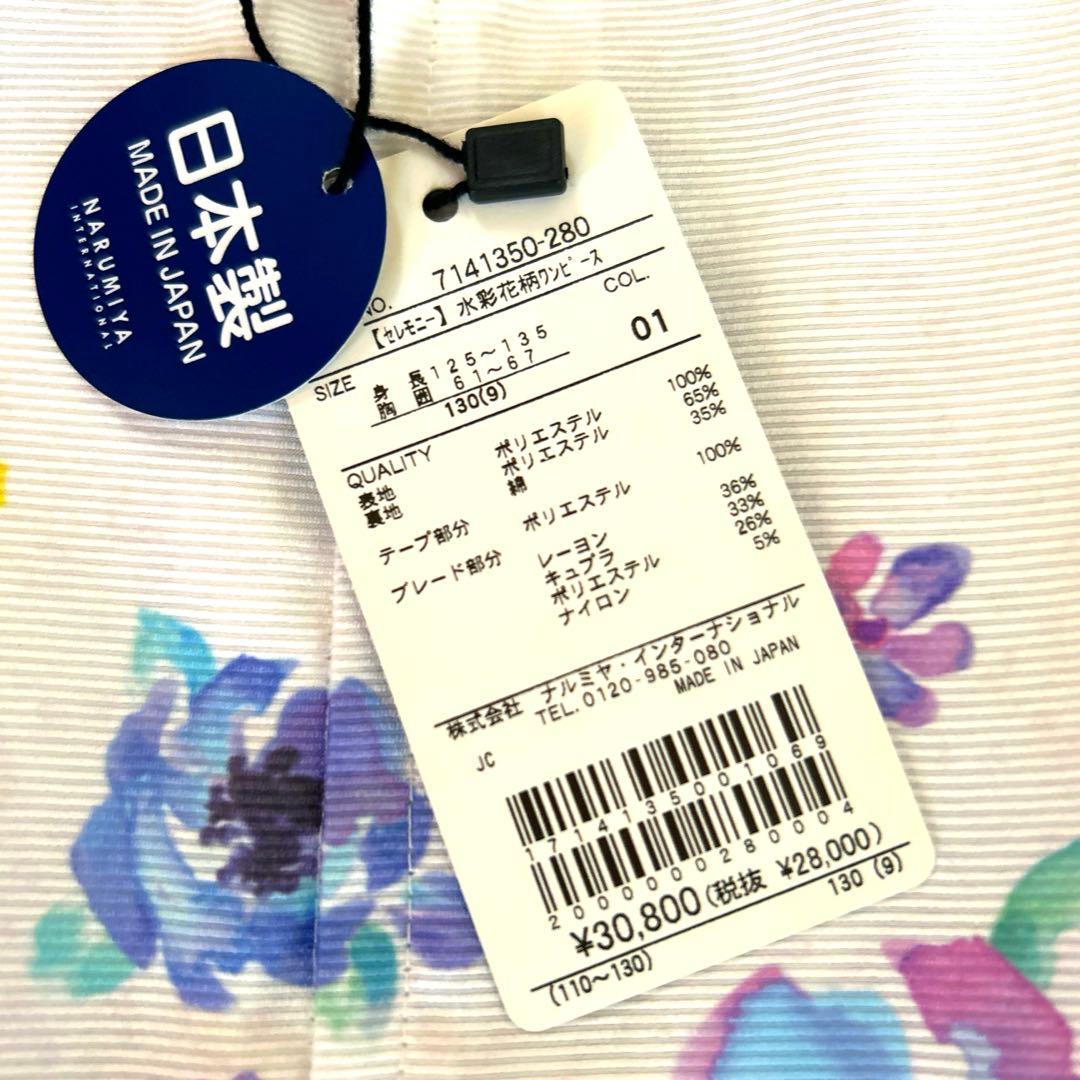 日本製
MADE IN JAPAN
NARUMIYA
INTERNATIONAL
NO. 7141350-280
【セレモニー】水彩花柄ワンピース
SIZE COL.
身長125～135 01
胸囲 61～67
130(9)
QUALITY
表地 ポリエステル 100%
裏地 ポリエステル 65%
綿 35%
テープ部分 ポリエステル 100%
ブレード部分 レーヨン 36%
キュプラ 33%
ポリエステル 26%
ナイロン 5%
株式会社 ナルミヤ・インターナショナル
TEL.0120-985-080
MADE IN JAPAN
JC
1714135001069
2000000280004
¥30,800(税抜 ¥28,000)
130 (9)
(110～130)